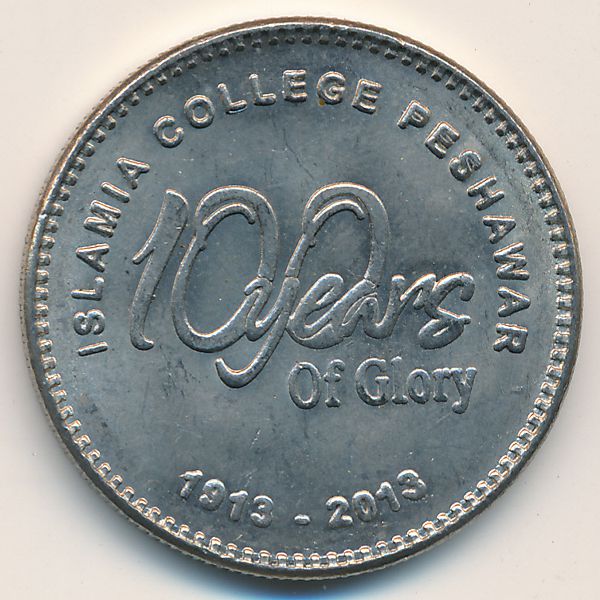 ISLAMIA COLLEGE PESHAWAR
100 years
Of Glory
1913 - 2013